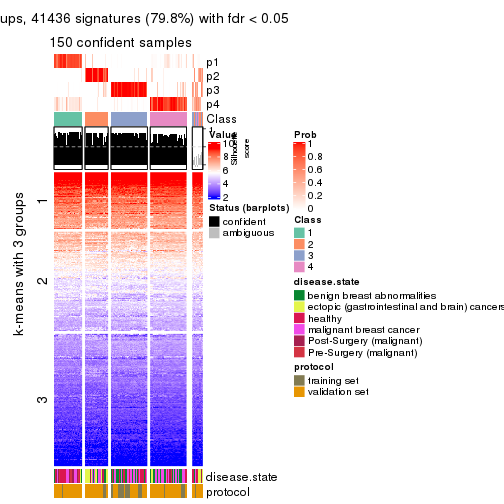 ups, 41436 signatures (79.8%) with fdr < 0.05
150 confident samples
p1
p2
p3
p4
Class
Silhouette
score
k-means with 3 groups
1
2
3
disease.state
protocol
Value
10
8
6
4
2
Status (barplots)
confident
ambiguous
Prob
1
0.8
0.6
0.4
0.2
0
Class
1
2
3
4
disease.state
benign breast abnormalities
ectopic (gastrointestinal and brain) cancers
healthy
malignant breast cancer
Post-Surgery (malignant)
Pre-Surgery (malignant)
protocol
training set
validation set